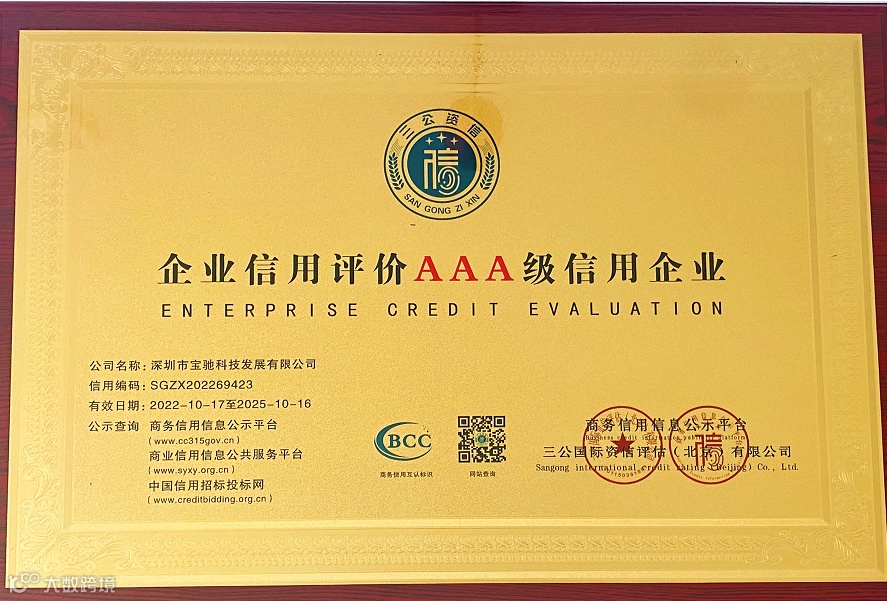 三公资信
信
SAN GONG ZI XIN
企业信用评价AAA级信用企业
ENTERPRISE CREDIT EVALUATION
公司名称:深圳市宝驰科技发展有限公司
信用编码:SGZX202269423
有效日期:2022-10-17至2025-10-16
公示查询 商务信用信息公示平台
(www.cc315gov.cn)
商业信用信息公共服务平台
(www.syxy.org.cn)
中国信用招标投标网
(www.creditbidding.org.cn)
BCC
商务信用互认标识
网站查询
商务信用信息公示平台
Business credit information public platform
三公国际资信评估(北京)有限公司
Sangong international credit rating (Beijing) Co., Ltd.
信
大数跨境